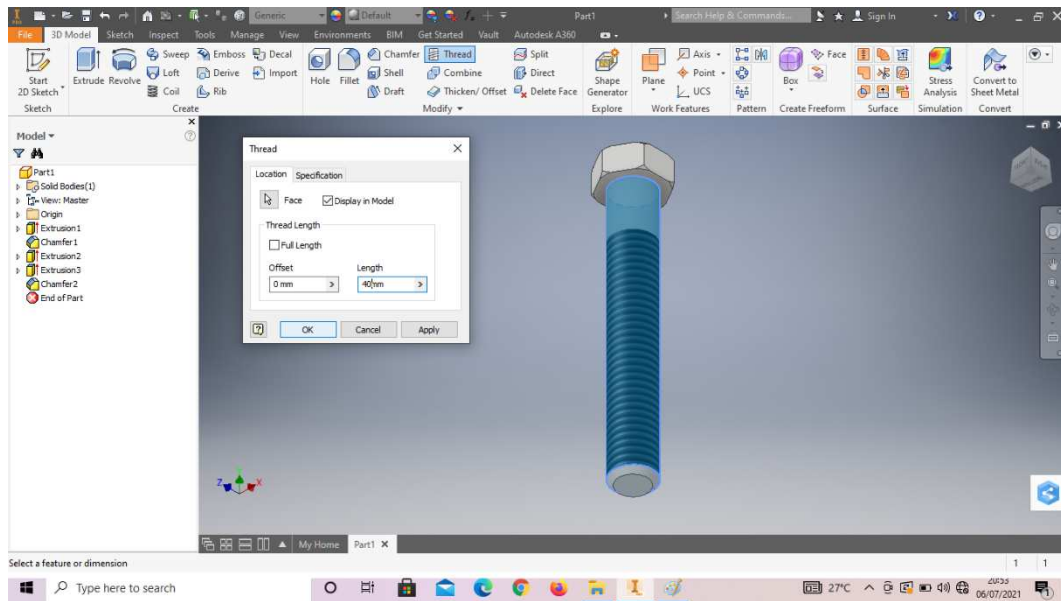 PRO Generic Default Part1 Search Help & Commands... Sign In
File 3D Model Sketch Inspect Tools Manage View Environments BIM Get Started Vault Autodesk A360
Start 2D Sketch Extrude Revolve Sweep Emboss Decal Hole Fillet Chamfer Thread Split Shape Generator Plane Axis Box Face Stress Analysis Convert to Sheet Metal
Loft Derive Import Shell Combine Direct Point
Coil Rib Draft Thicken/ Offset Delete Face UCS
Sketch Create Modify Explore Work Features Pattern Create Freeform Surface Simulation Convert
Model
Part1
Solid Bodies(1)
View: Master
Origin
Extrusion1
Chamfer1
Extrusion2
Extrusion3
Chamfer2
End of Part
Thread
Location Specification
Face Display in Model
Thread Length
Full Length
Offset Length
0 mm 40mm
OK Cancel Apply
Z X
My Home Part1
Select a feature or dimension 1 1
Type here to search 27°C 20:53
06/07/2021